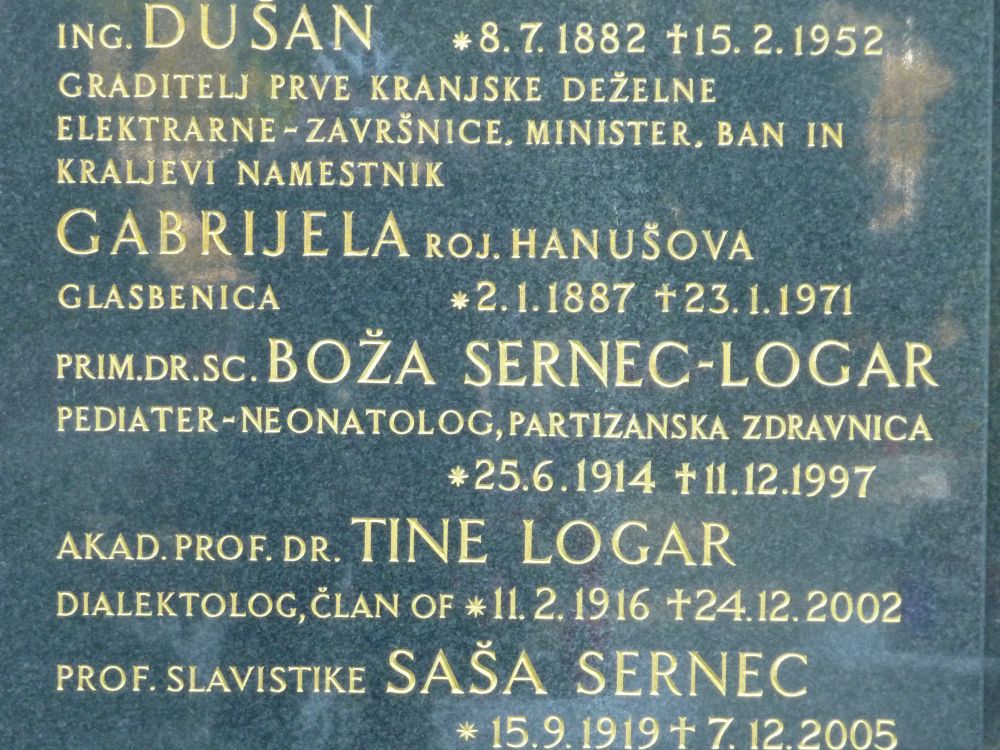 ING. DUŠAN *8.7.1882 †15.2.1952
GRADITELJ PRVE KRANJSKE DEŽELNE
ELEKTRARNE-ZAVRŠNICE, MINISTER, BAN IN
KRALJEVI NAMESTNIK
GABRIJELA ROJ. HANUŠOVA
GLASBENICA *2.1.1887 †23.1.1971
PRIM.DR.SC. BOŽA SERNEC-LOGAR
PEDIATER-NEONATOLOG, PARTIZANSKA ZDRAVNICA
*25.6.1914 †11.12.1997
AKAD. PROF. DR. TINE LOGAR
DIALEKTOLOG, ČLAN OF *11.2.1916 †24.12.2002
PROF. SLAVISTIKE SAŠA SERNEC
*15.9.1919 †7.12.2005